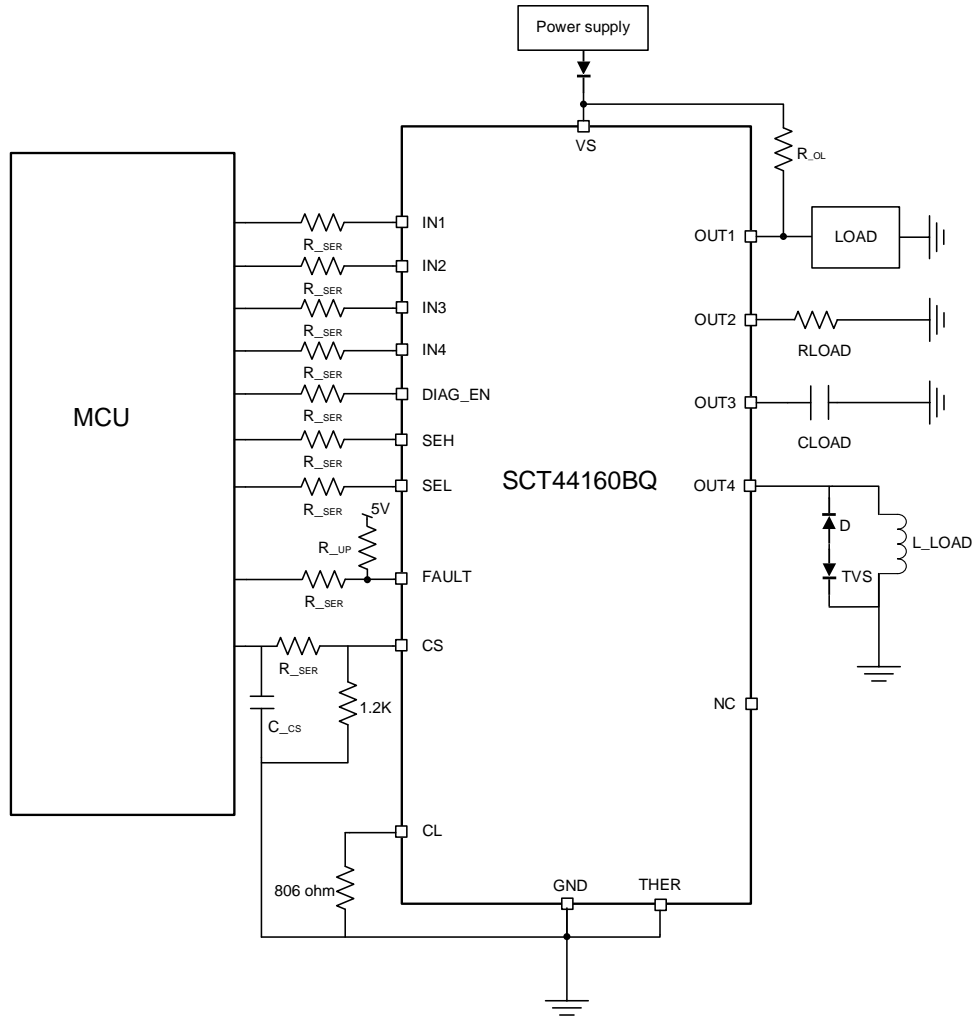 Power supply
VS
R_OL
IN1
R_SER
IN2
R_SER
IN3
R_SER
IN4
R_SER
DIAG_EN
R_SER
SEH
R_SER
SEL
R_SER
5V
R_UP
FAULT
R_SER
CS
R_SER
1.2K
C_CS
CL
806 ohm
MCU
SCT44160BQ
OUT1
LOAD
OUT2
RLOAD
OUT3
CLOAD
OUT4
D
TVS
L_LOAD
NC
GND
THER